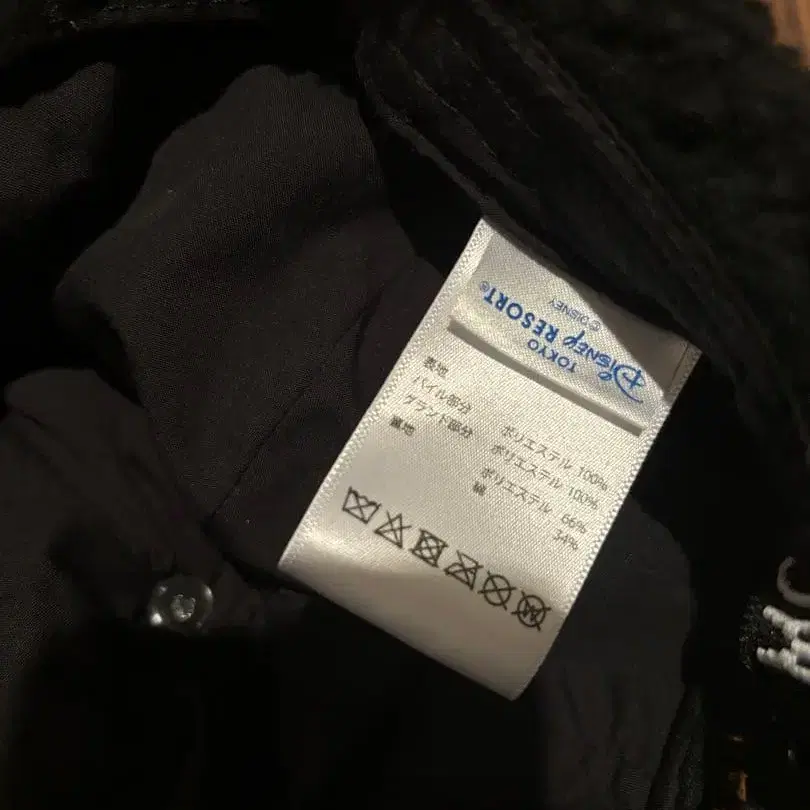 TOKYO
DISNEY RESORT®
©DISNEY
表地
パイル部分 ポリエステル 100%
グランド部分 ポリエステル 100%
裏地 ポリエステル 66%
綿 34%
W